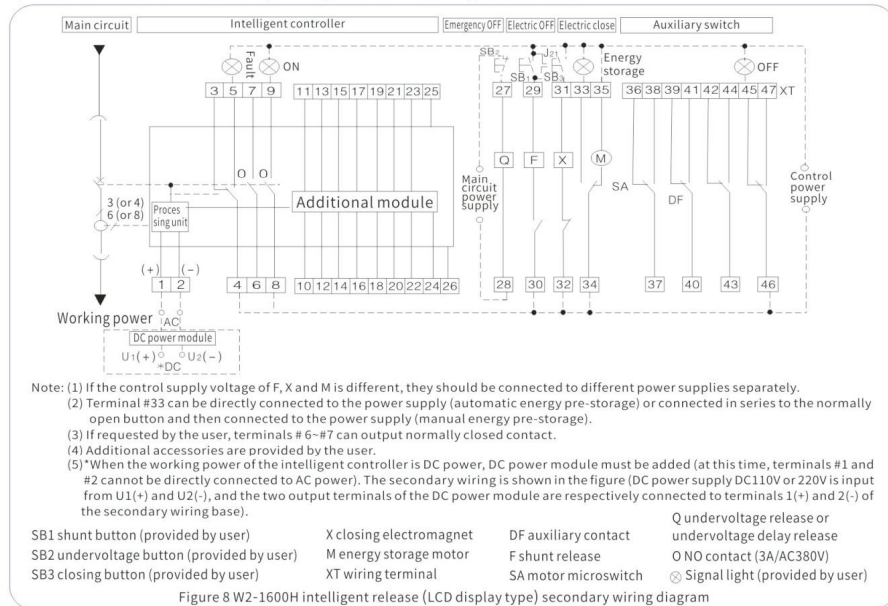 Main circuit
Intelligent controller
Emergency OFF
Electric OFF
Electric close
Auxiliary switch
Fault
ON
SB2
J21
SB1
SB3
Energy
storage
OFF
3 5 7 9
11 13 15 17 19 21 23 25
27 29 31 33 35
36 38 39 41 42 44 45 47 XT
O O
Q F X M
Additional module
Proces
sing unit
3 (or 4)
6 (or 8)
Main
circuit
power
supply
SA
DF
Control
power
supply
(+) (-)
1 2
4 6 8
10 12 14 16 18 20 22 24 26
28 30 32 34
37 40 43 46
Working power
AC
DC power module
U1(+) U2(-)
*DC
Note: (1) If the control supply voltage of F, X and M is different, they should be connected to different power supplies separately.
(2) Terminal #33 can be directly connected to the power supply (automatic energy pre-storage) or connected in series to the normally
open button and then connected to the power supply (manual energy pre-storage).
(3) If requested by the user, terminals # 6~#7 can output normally closed contact.
(4) Additional accessories are provided by the user.
(5)*When the working power of the intelligent controller is DC power, DC power module must be added (at this time, terminals #1 and
#2 cannot be directly connected to AC power). The secondary wiring is shown in the figure (DC power supply DC110V or 220V is input
from U1(+) and U2(-), and the two output terminals of the DC power module are respectively connected to terminals 1(+) and 2(-) of
the secondary wiring base).
SB1 shunt button (provided by user)
SB2 undervoltage button (provided by user)
SB3 closing button (provided by user)
X closing electromagnet
M energy storage motor
XT wiring terminal
DF auxiliary contact
F shunt release
SA motor microswitch
Q undervoltage release or
undervoltage delay release
O NO contact (3A/AC380V)
Signal light (provided by user)
Figure 8 W2-1600H intelligent release (LCD display type) secondary wiring diagram